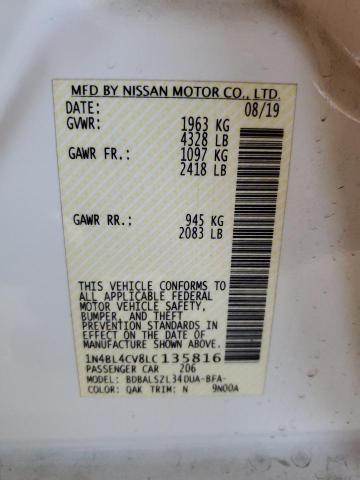 MFD BY NISSAN MOTOR CO., LTD.
DATE: 08/19
GVWR: 1963 KG
4328 LB
GAWR FR.: 1097 KG
2418 LB
GAWR RR.: 945 KG
2083 LB
THIS VEHICLE CONFORMS TO
ALL APPLICABLE FEDERAL
MOTOR VEHICLE SAFETY,
BUMPER, AND THEFT
PREVENTION STANDARDS
IN EFFECT ON THE DATE OF
MANUFACTURE SHOWN ABOVE.
1N4BL4CV8LC 135816
PASSENGER CAR 206
MODEL: BDBALSZL34DUA-BFA-
COLOR: QAK TRIM: N 9N00A